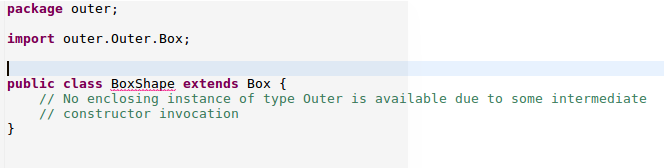 package outer;
import outer.Outer.Box;
public class BoxShape extends Box {
// No enclosing instance of type Outer is available due to some intermediate
// constructor invocation
}